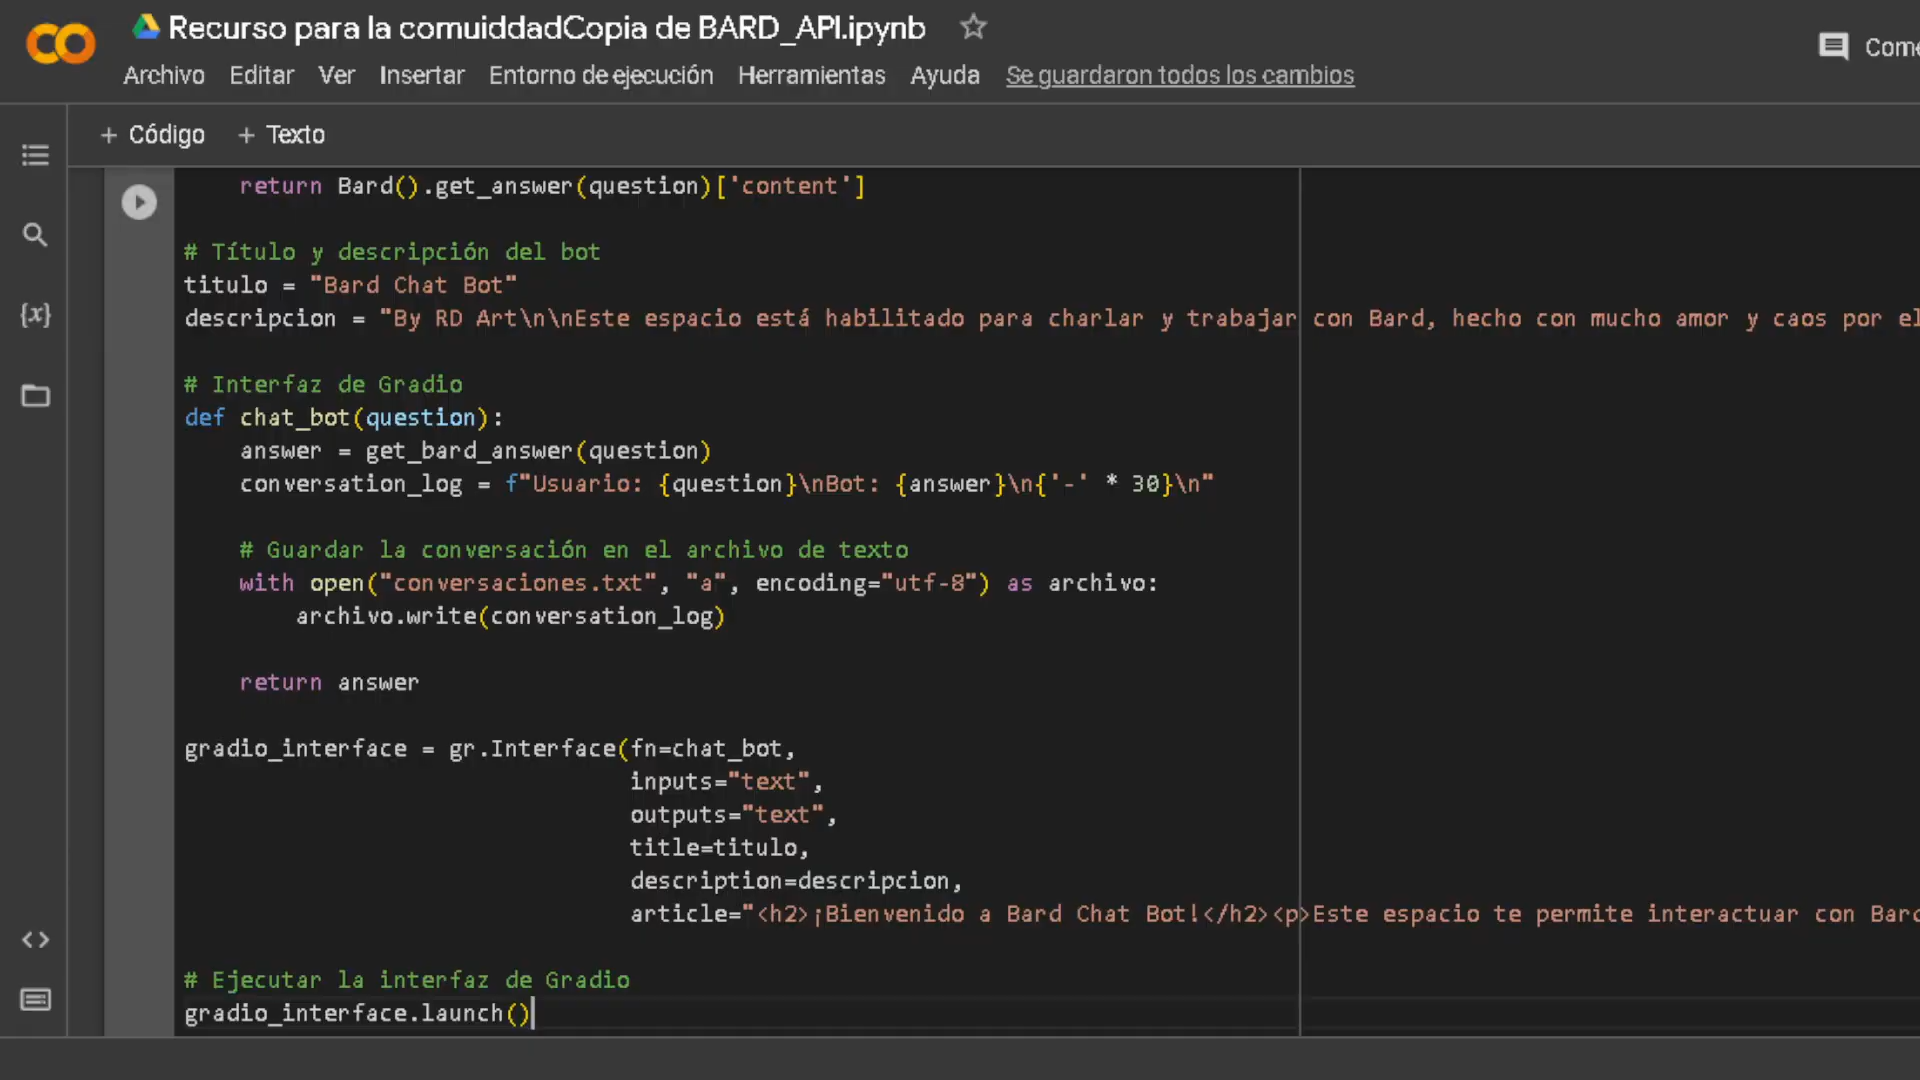 Recurso para la comuiddadCopia de BARD_API.ipynb
Archivo Editar Ver Insertar Entorno de ejecución Herramientas Ayuda Se guardaron todos los cambios
+ Código + Texto
return Bard().get_answer(question)['content']
# Título y descripción del bot
titulo = "Bard Chat Bot"
descripcion = "By RD Art\n\nEste espacio está habilitado para charlar y trabajar con Bard, hecho con mucho amor y caos por el
# Interfaz de Gradio
def chat_bot(question):
answer = get_bard_answer(question)
conversation_log = f"Usuario: {question}\nBot: {answer}\n{'-' * 30}\n"
# Guardar la conversación en el archivo de texto
with open("conversaciones.txt", "a", encoding="utf-8") as archivo:
archivo.write(conversation_log)
return answer
gradio_interface = gr.Interface(fn=chat_bot,
inputs="text",
outputs="text",
title=titulo,
description=descripcion,
article="<h2>¡Bienvenido a Bard Chat Bot!</h2><p>Este espacio te permite interactuar con Bard
# Ejecutar la interfaz de Gradio
gradio_interface.launch()